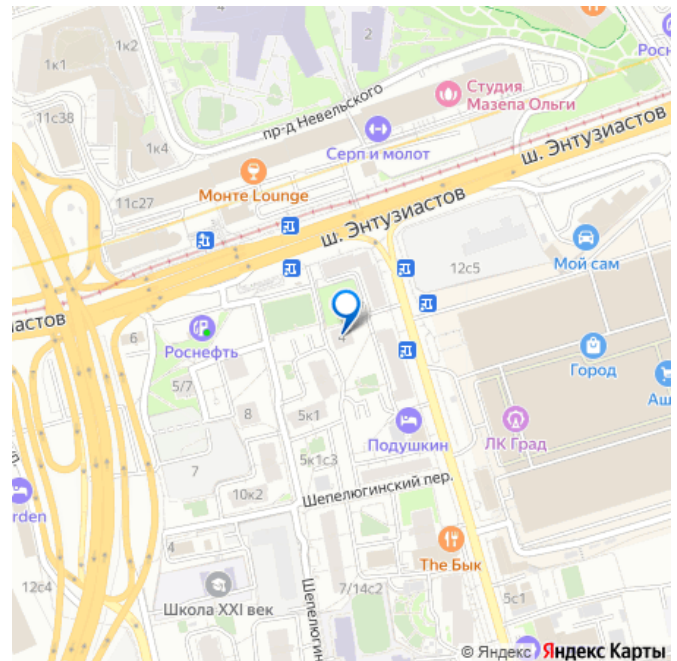 1к2
2
1к1
Росн
Студия
Мазепа Ольги
пр-д Невельского
11с38
Серп и молот
ш. Энтузиастов
1к4
Монте Lounge
11с27
ш. Энтузиастов
12с5
Мой сам
иастов
4
6
Роснефть
Город
5/7
Аш
5к1
8
Подушкин
ЛК Град
5к1с3
7
10к2
Шепелюгинский пер.
rden
4
The Бык
12с4
7/14с2
5с1
Школа XXI век
Шепелюгин
© Яндекс Яндекс Карты